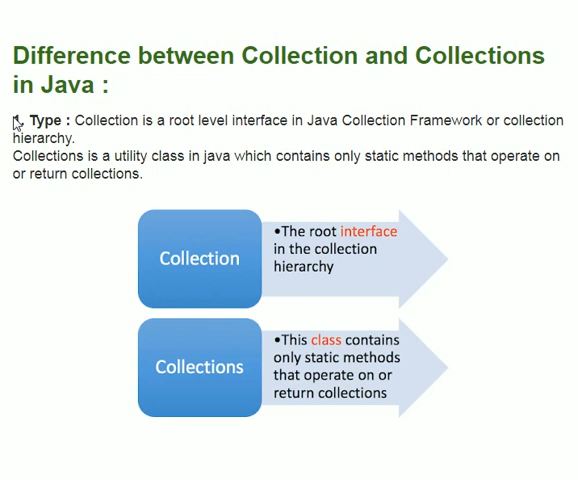 Difference between Collection and Collections
in Java :
1. Type : Collection is a root level interface in Java Collection Framework or collection
hierarchy.
Collections is a utility class in java which contains only static methods that operate on
or return collections.
Collection
•The root interface
in the collection
hierarchy
Collections
•This class contains
only static methods
that operate on or
return collections